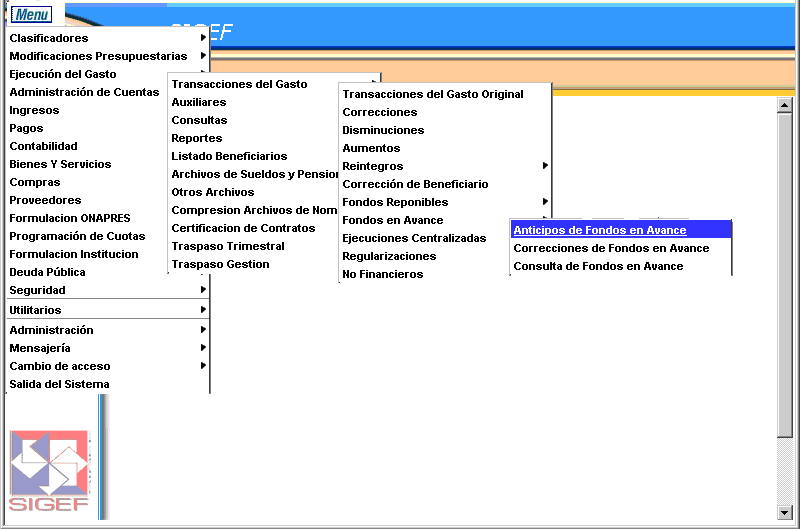 Menu
SIGEF
Clasificadores
Modificaciones Presupuestarias
Ejecución del Gasto
Administración de Cuentas
Ingresos
Pagos
Contabilidad
Bienes Y Servicios
Compras
Proveedores
Formulacion ONAPRES
Programación de Cuotas
Formulacion Institucion
Deuda Pública
Seguridad
Utilitarios
Administración
Mensajería
Cambio de acceso
Salida del Sistema
Transacciones del Gasto
Auxiliares
Consultas
Reportes
Listado Beneficiarios
Archivos de Sueldos y Pension
Otros Archivos
Compresion Archivos de Nom
Certificacion de Contratos
Traspaso Trimestral
Traspaso Gestion
Transacciones del Gasto Original
Correcciones
Disminuciones
Aumentos
Reintegros
Corrección de Beneficiario
Fondos Reponibles
Fondos en Avance
Ejecuciones Centralizadas
Regularizaciones
No Financieros
Anticipos de Fondos en Avance
Correcciones de Fondos en Avance
Consulta de Fondos en Avance
SIGEF